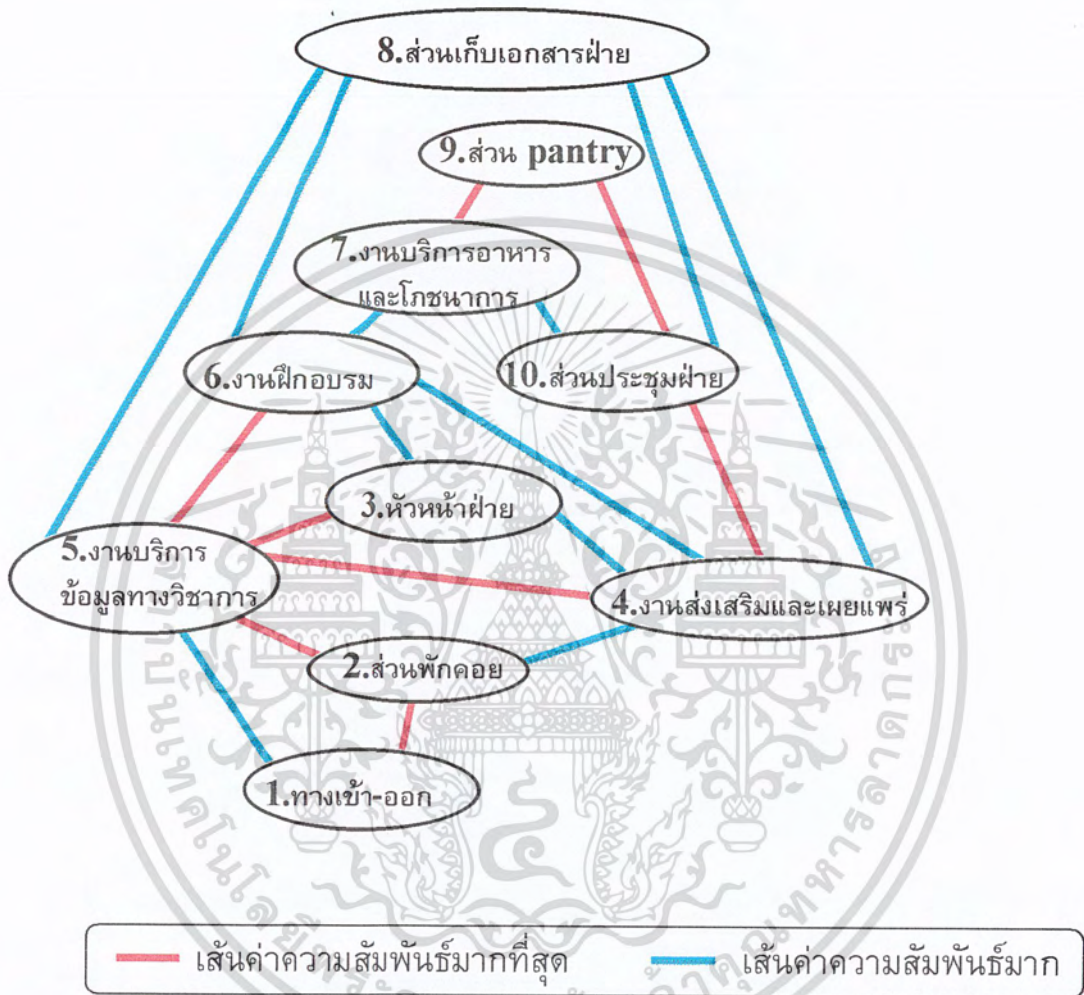 8.ส่วนเก็บเอกสารฝ่าย
9.ส่วน pantry
7.งานบริการอาหาร
และโภชนาการ
6.งานฝึกอบรม
10.ส่วนประชุมฝ่าย
3.หัวหน้าฝ่าย
5.งานบริการ
ข้อมูลทางวิชาการ
4.งานส่งเสริมและเผยแพร่
2.ส่วนพักคอย
1.ทางเข้า-ออก
เส้นค่าความสัมพันธ์มากที่สุด
เส้นค่าความสัมพันธ์มาก